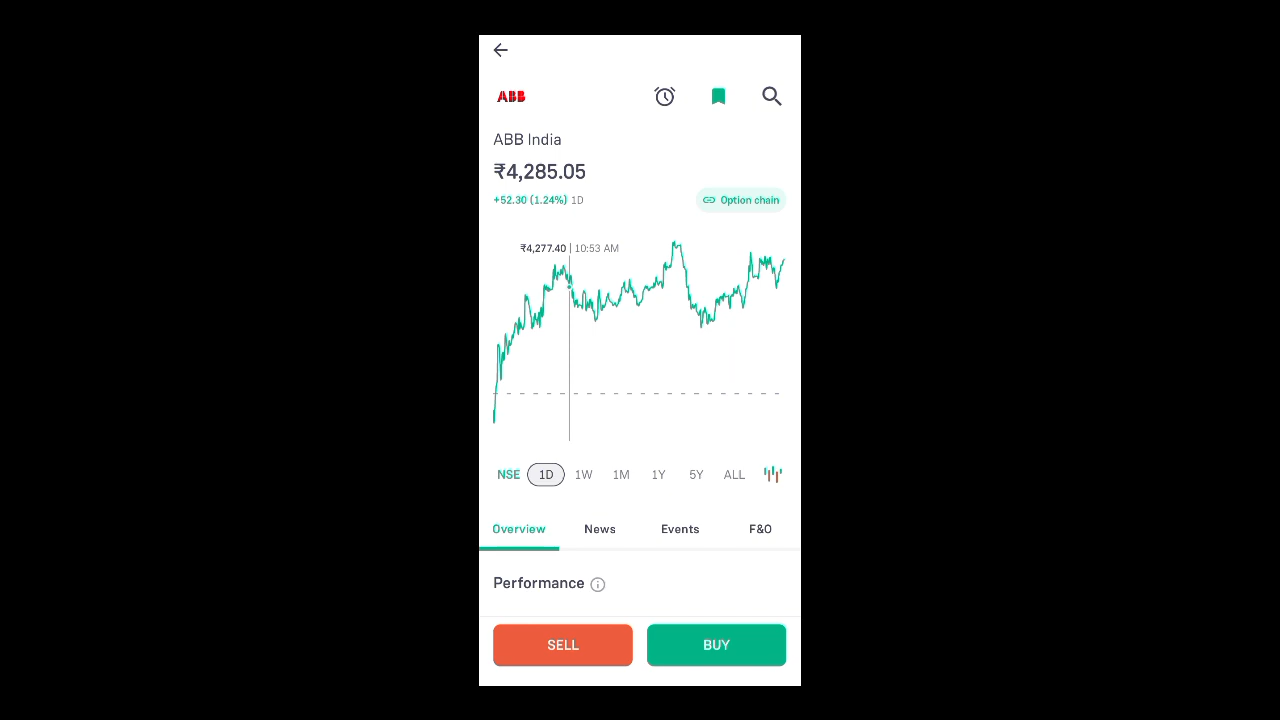 ABB
ABB India
₹4,285.05
+52.30 (1.24%) 1D
Option chain
₹4,277.40 | 10:53 AM
NSE 1D 1W 1M 1Y 5Y ALL
Overview News Events F&O
Performance
SELL BUY